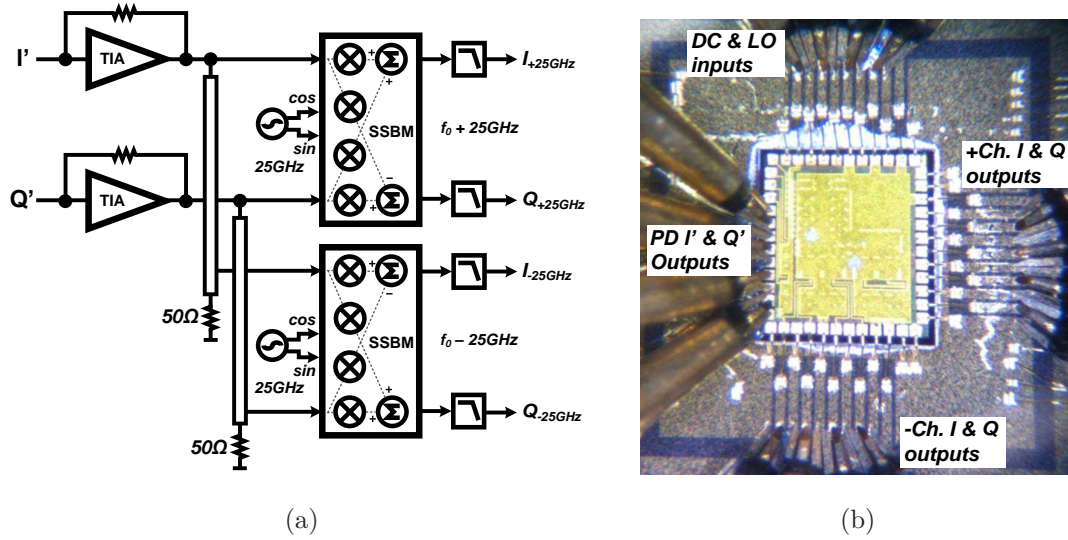 I'
TIA
Q'
TIA
cos
sin
25GHz
SSBM
Σ
+
+
Σ
−
+
f0 + 25GHz
I+25GHz
Q+25GHz
50Ω
50Ω
cos
sin
25GHz
SSBM
Σ
+
−
Σ
+
+
f0 − 25GHz
I-25GHz
Q-25GHz
(a)
DC & LO
inputs
+Ch. I & Q
outputs
PD I' & Q'
Outputs
-Ch. I & Q
outputs
(b)